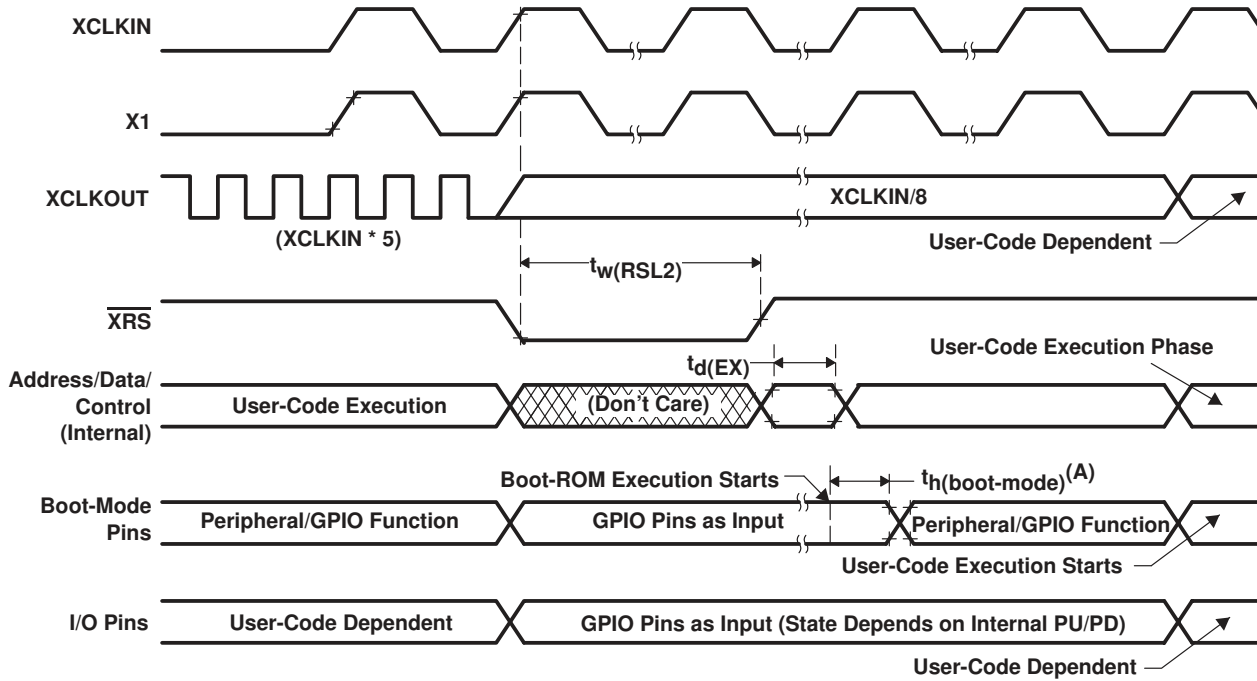 XCLKIN
X1
XCLKOUT
XCLKIN/8
(XCLKIN * 5)
User-Code Dependent
tw(RSL2)
XRS
User-Code Execution Phase
td(EX)
Address/Data/
Control
(Internal)
User-Code Execution
(Don't Care)
Boot-ROM Execution Starts
th(boot-mode)(A)
Boot-Mode
Pins
Peripheral/GPIO Function
GPIO Pins as Input
Peripheral/GPIO Function
User-Code Execution Starts
I/O Pins
User-Code Dependent
GPIO Pins as Input (State Depends on Internal PU/PD)
User-Code Dependent